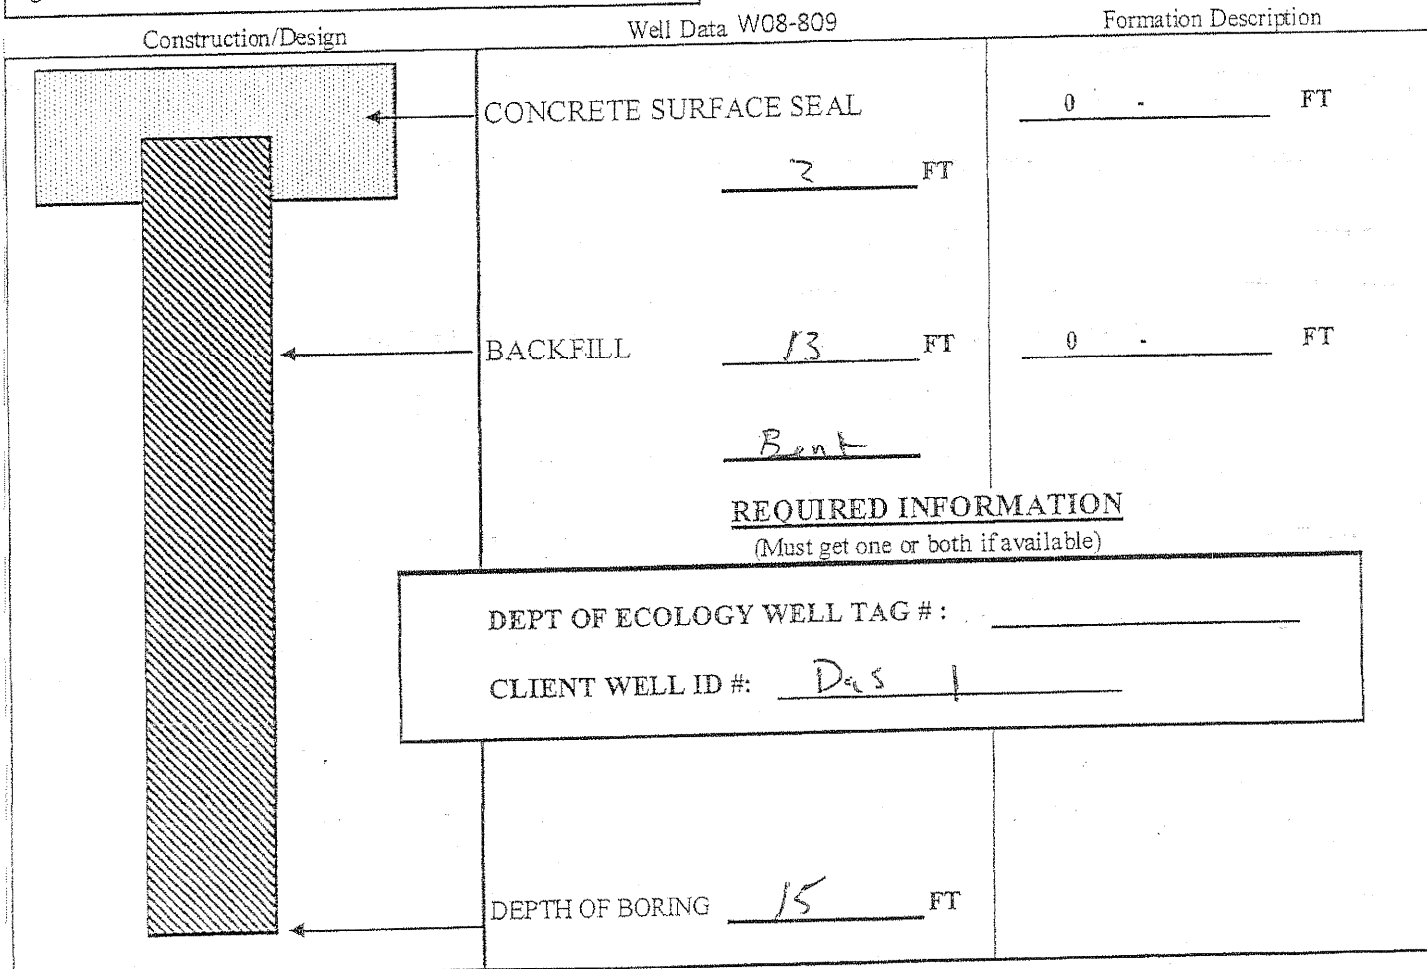 Construction/Design Well Data W08-809 Formation Description
CONCRETE SURFACE SEAL 0 - FT
2 FT
BACKFILL 13 FT 0 - FT
Bent
REQUIRED INFORMATION
(Must get one or both if available)
DEPT OF ECOLOGY WELL TAG # :
CLIENT WELL ID #: Das 1
DEPTH OF BORING 15 FT